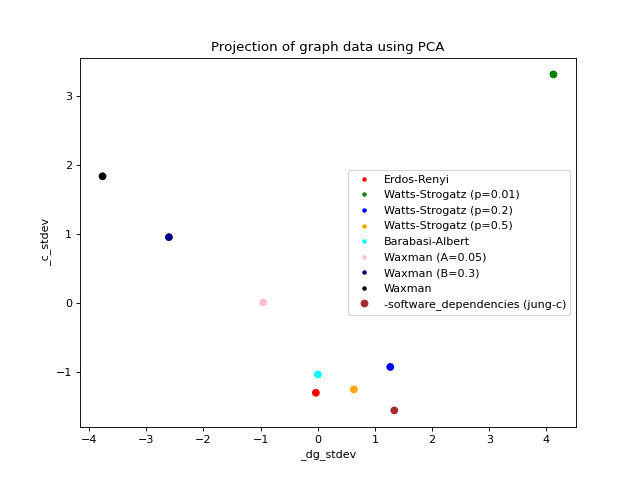 Projection of graph data using PCA
3
2
1
0
−1
_c_stdev
Erdos-Renyi
Watts-Strogatz (p=0.01)
Watts-Strogatz (p=0.2)
Watts-Strogatz (p=0.5)
Barabasi-Albert
Waxman (A=0.05)
Waxman (B=0.3)
Waxman
-software_dependencies (jung-c)
−4 −3 −2 −1 0 1 2 3 4
_dg_stdev